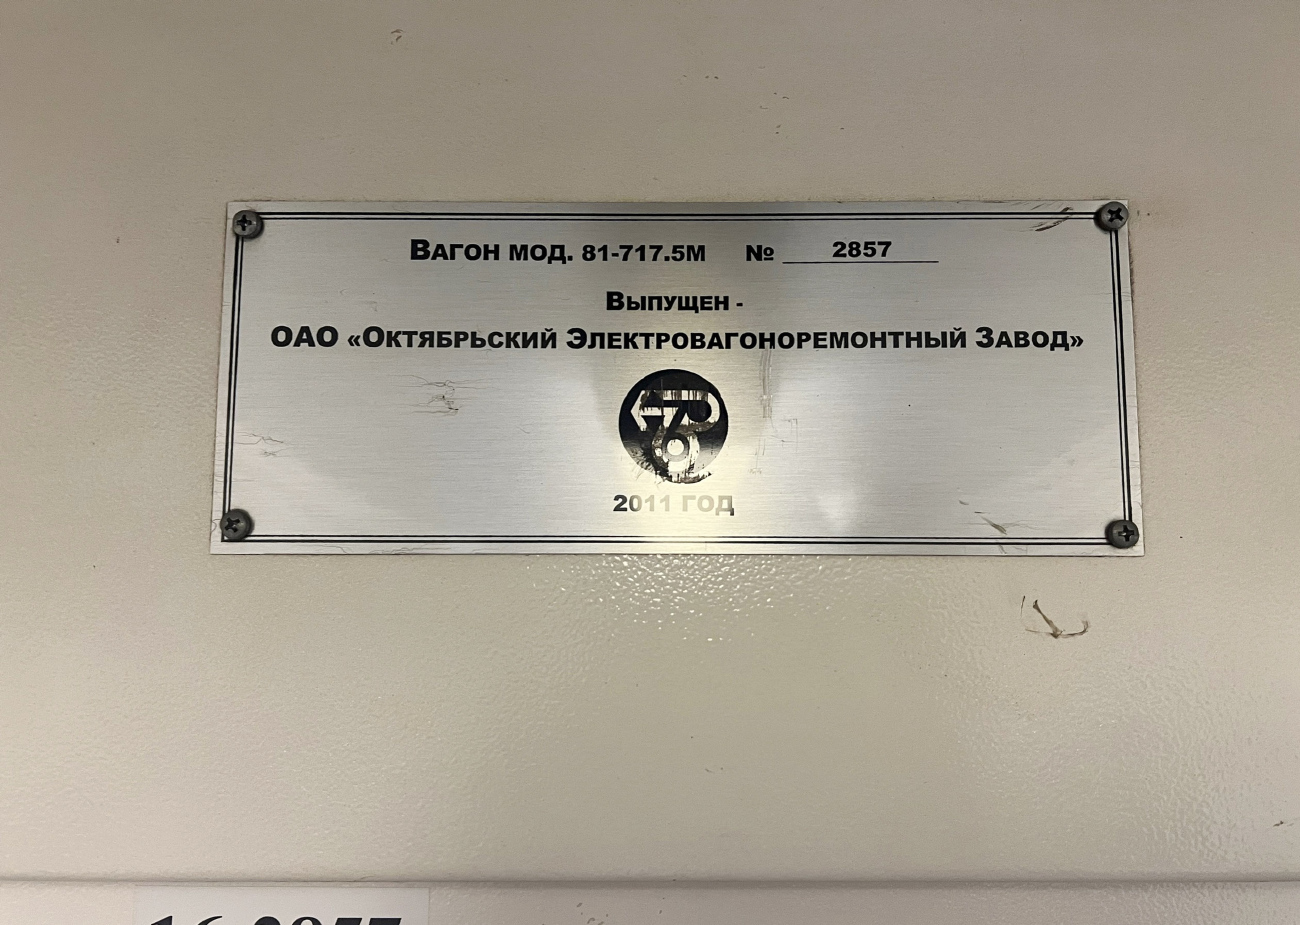 Вагон мод. 81-717.5М № 2857
Выпущен -
ОАО «Октябрьский Электровагоноремонтный Завод»
2011 год